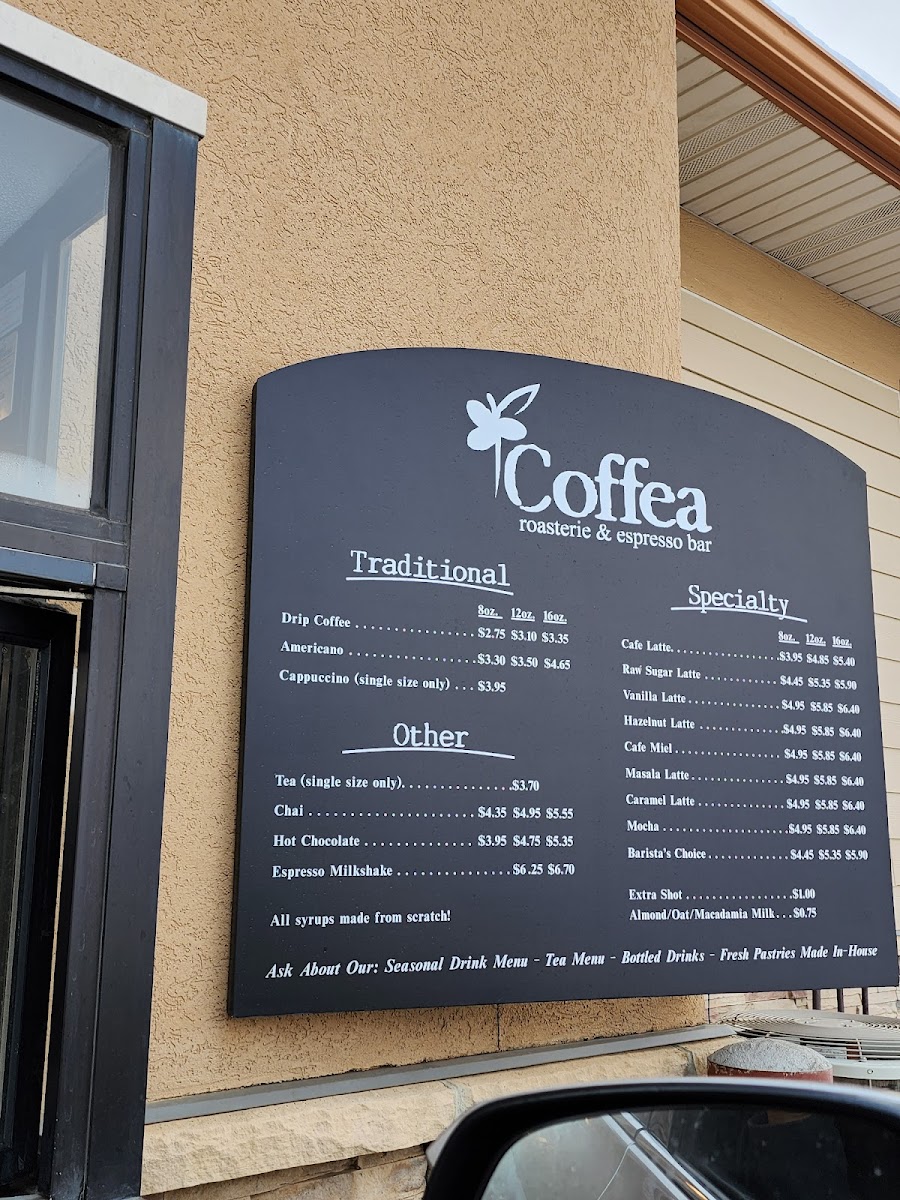 Coffea
roasterie & espresso bar
Traditional
8oz. 12oz. 16oz.
Drip Coffee . . . . . . . . . . . . . . . . . $2.75 $3.10 $3.35
Americano . . . . . . . . . . . . . . . . . . $3.30 $3.50 $4.65
Cappuccino (single size only) . . . $3.95
Other
Tea (single size only). . . . . . . . . . . . . . . $3.70
Chai . . . . . . . . . . . . . . . . . . . . . . . $4.35 $4.95 $5.55
Hot Chocolate . . . . . . . . . . . . . . . $3.95 $4.75 $5.35
Espresso Milkshake . . . . . . . . . . . . . . . $6.25 $6.70
All syrups made from scratch!
Specialty
8oz. 12oz. 16oz.
Cafe Latte. . . . . . . . . . . . . . . . $3.95 $4.85 $5.40
Raw Sugar Latte . . . . . . . . . . . $4.45 $5.35 $5.90
Vanilla Latte . . . . . . . . . . . . . . $4.95 $5.85 $6.40
Hazelnut Latte . . . . . . . . . . . . . $4.95 $5.85 $6.40
Cafe Miel . . . . . . . . . . . . . . . . $4.95 $5.85 $6.40
Masala Latte . . . . . . . . . . . . . . $4.95 $5.85 $6.40
Caramel Latte . . . . . . . . . . . . . $4.95 $5.85 $6.40
Mocha . . . . . . . . . . . . . . . . . . . $4.95 $5.85 $6.40
Barista's Choice . . . . . . . . . . . . $4.45 $5.35 $5.90
Extra Shot . . . . . . . . . . . . . . . . $1.00
Almond/Oat/Macadamia Milk . . . $0.75
Ask About Our: Seasonal Drink Menu - Tea Menu - Bottled Drinks - Fresh Pastries Made In-House